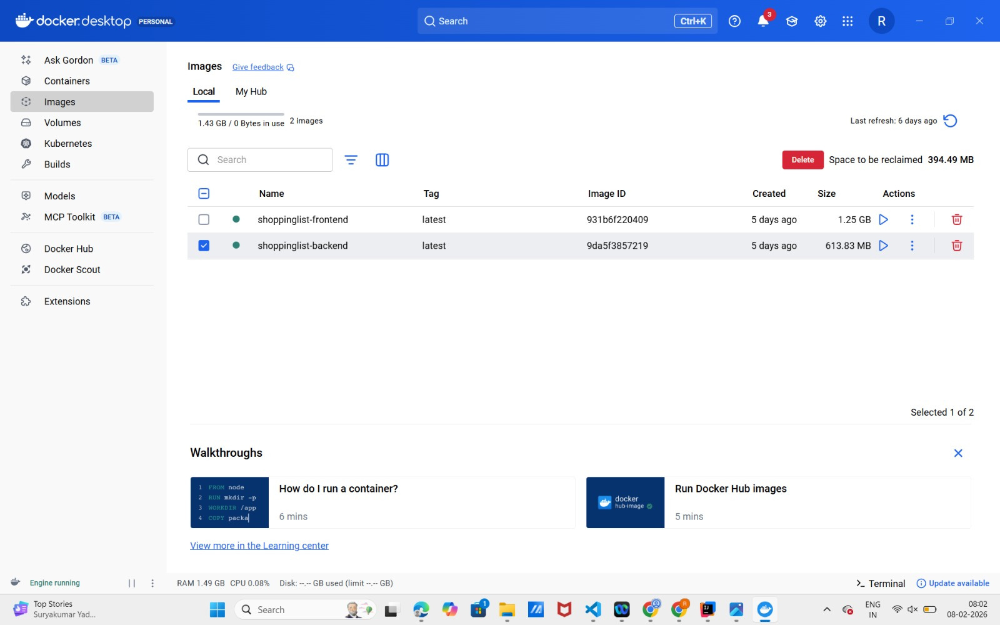 docker.desktop PERSONAL
Search Ctrl+K
3
R
Ask Gordon BETA
Containers
Images
Volumes
Kubernetes
Builds
Models
MCP Toolkit BETA
Docker Hub
Docker Scout
Extensions
Images Give feedback
Local My Hub
1.43 GB / 0 Bytes in use 2 images
Last refresh: 6 days ago
Search
Delete Space to be reclaimed 394.49 MB
Name Tag Image ID Created Size Actions
shoppinglist-frontend latest 931b6f220409 5 days ago 1.25 GB
shoppinglist-backend latest 9da5f3857219 5 days ago 613.83 MB
Selected 1 of 2
Walkthroughs
1 FROM node
2 RUN mkdir -p
3 WORKDIR /app
4 COPY packa
How do I run a container?
6 mins
docker
hub-image
Run Docker Hub images
5 mins
View more in the Learning center
Engine running
RAM 1.49 GB CPU 0.08% Disk: --.-- GB used (limit --.-- GB)
Terminal Update available
Top Stories
Suryakumar Yad...
Search
1
R
ENG
IN
08:02
08-02-2026